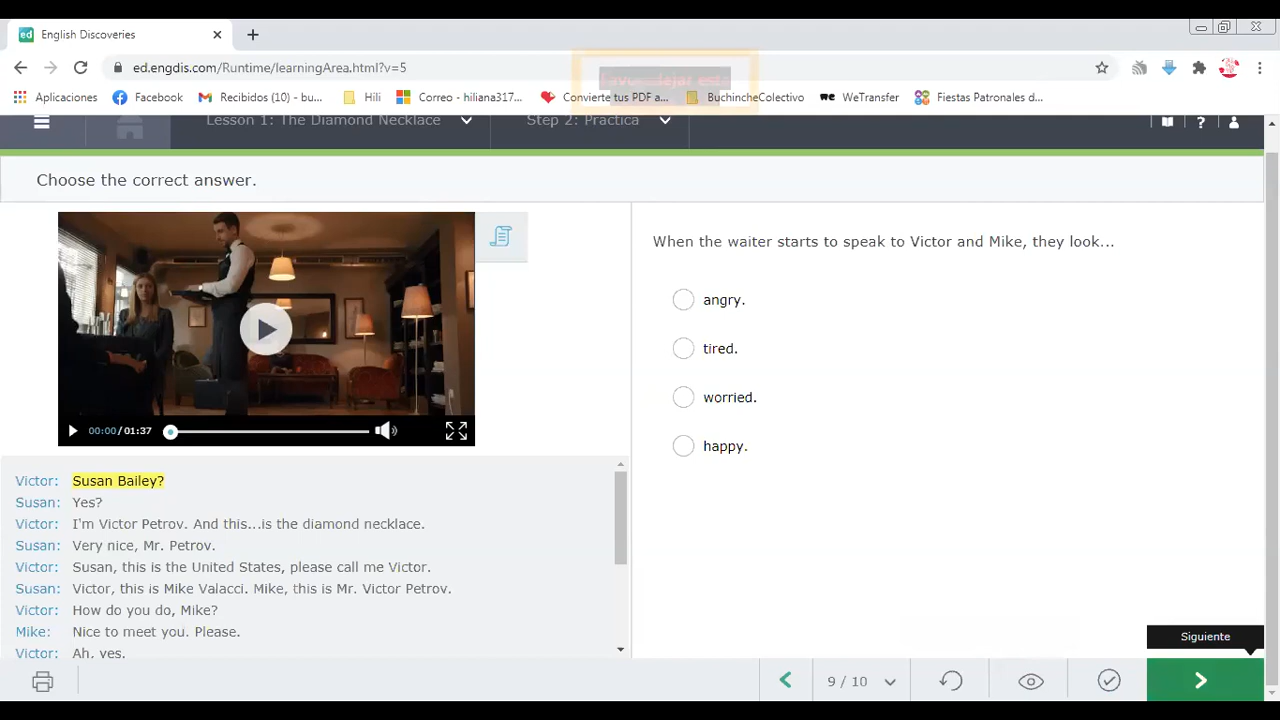 English Discoveries
ed.engdis.com/Runtime/learningArea.html?v=5
Aplicaciones Facebook Recibidos (10) - bu... Hili Correo - hiliana317... Convierte tus PDF a... BuchincheColectivo WeTransfer Fiestas Patronales d...
Lesson 1: The Diamond Necklace Step 2: Practica
Choose the correct answer.
When the waiter starts to speak to Victor and Mike, they look...
angry.
tired.
worried.
happy.
00:00/01:37
Victor: Susan Bailey?
Susan: Yes?
Victor: I'm Victor Petrov. And this...is the diamond necklace.
Susan: Very nice, Mr. Petrov.
Victor: Susan, this is the United States, please call me Victor.
Susan: Victor, this is Mike Valacci. Mike, this is Mr. Victor Petrov.
Victor: How do you do, Mike?
Mike: Nice to meet you. Please.
Victor: Ah, yes.
Siguiente
9 / 10